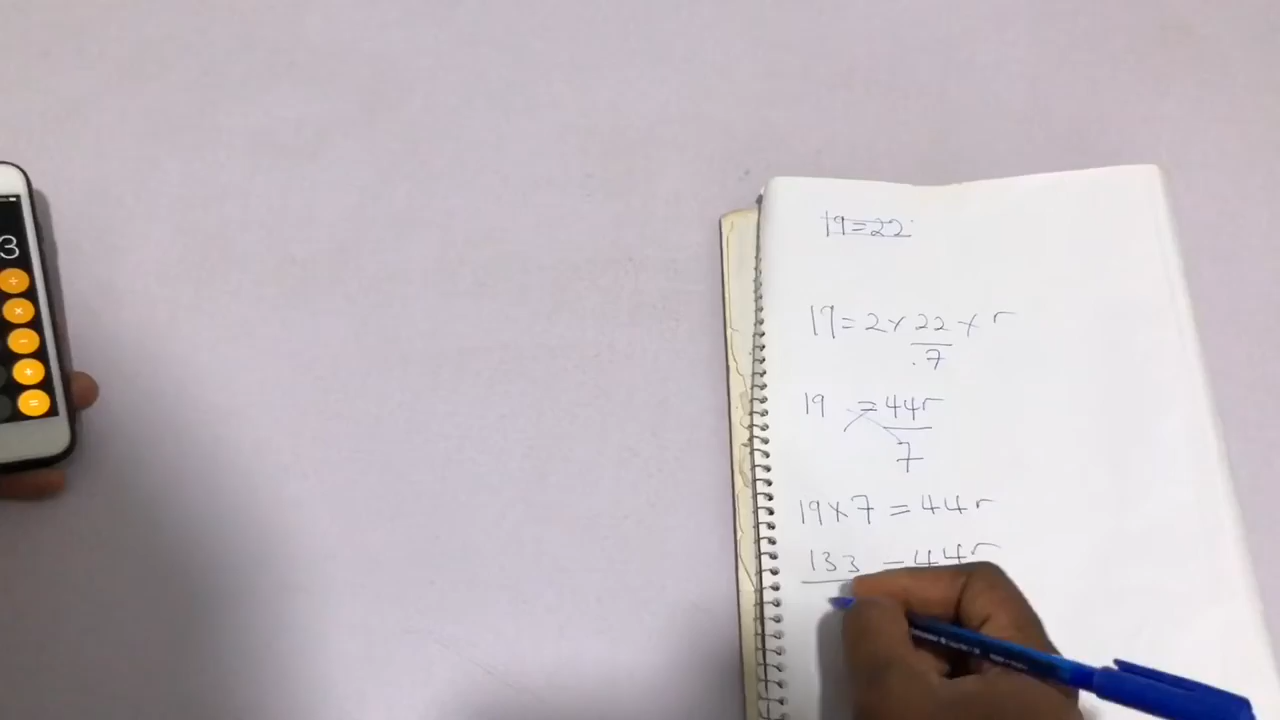 3
÷
×
−
+
=
19=22
19=2×22×r
7
19 =44r
7
19×7=44r
133 =44r